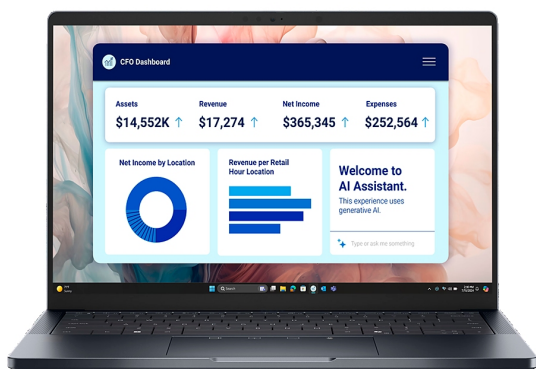 CFO Dashboard
Assets
Revenue
Net Income
Expenses
$14,552K ↑
$17,274 ↑
$365,345 ↑
$252,564 ↑
Net Income by Location
Revenue per Retail
Hour Location
Welcome to
AI Assistant.
This experience uses
generative AI.
Type or ask me something
Search